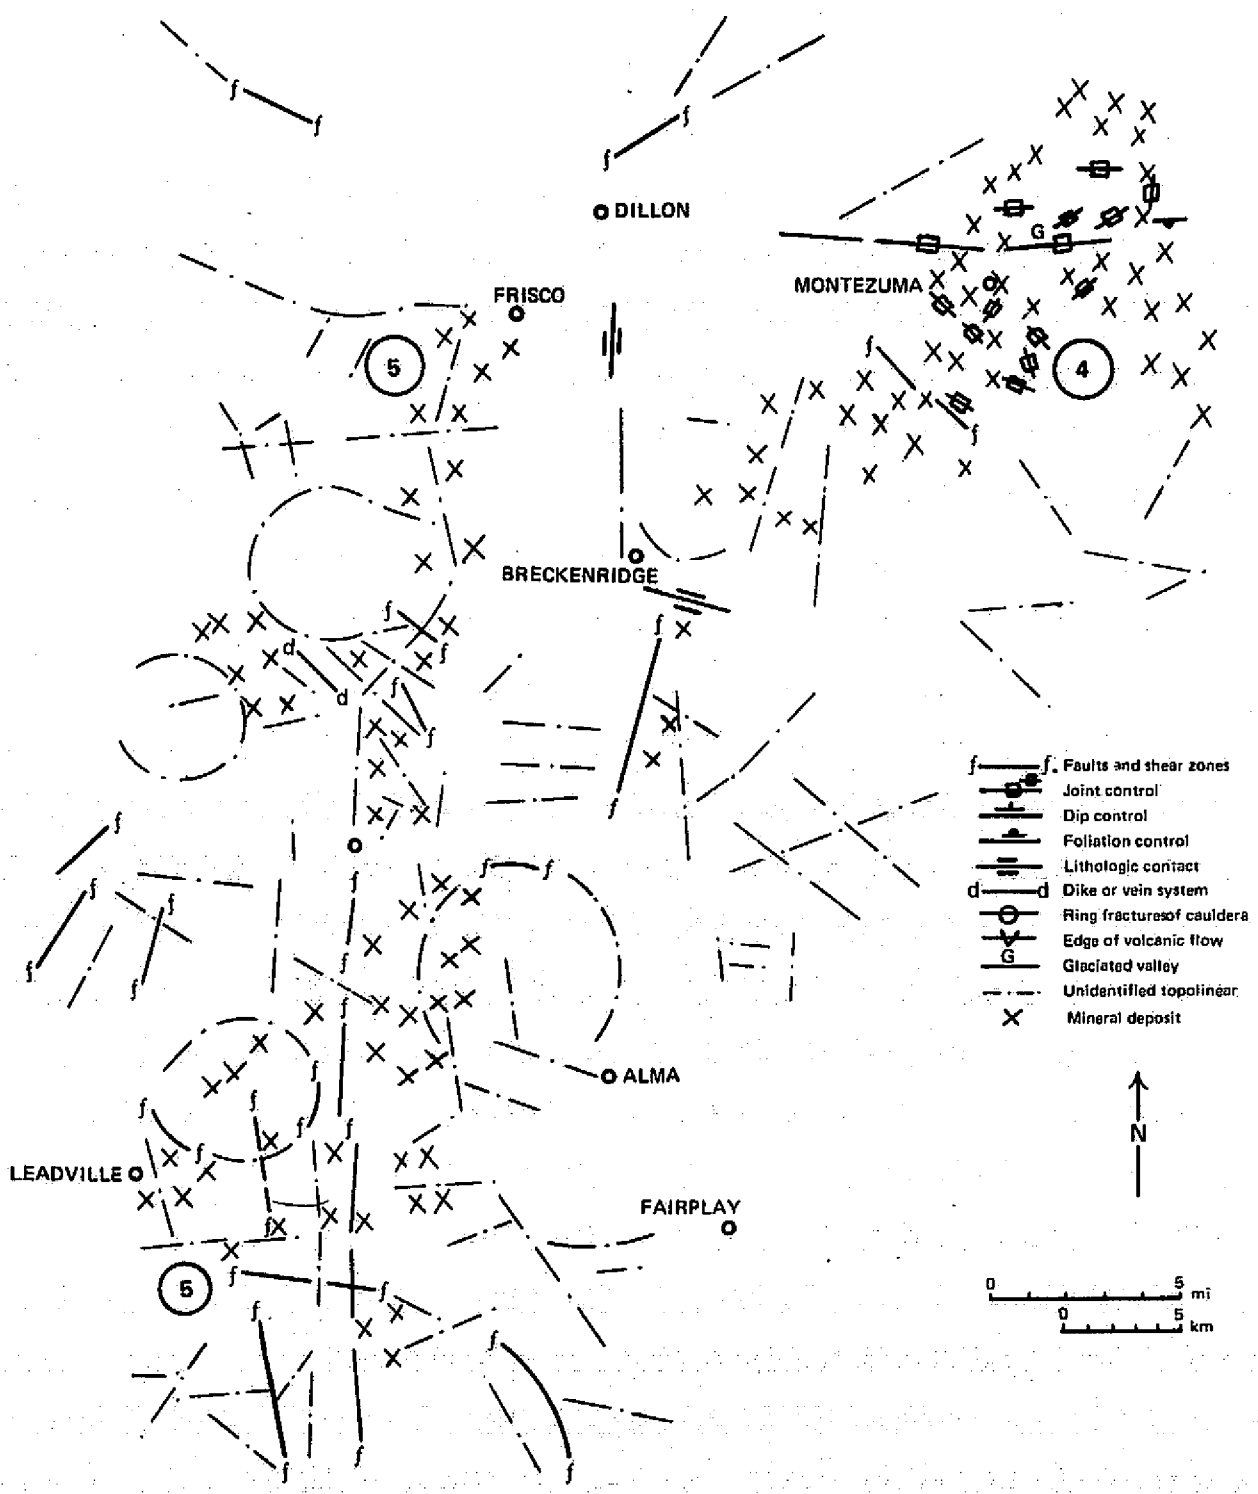 DILLON
G
MONTEZUMA
FRISCO
5
4
BRECKENRIDGE
f f. Faults and shear zones
Joint control
Dip control
Foliation control
Lithologic contact
d d Dike or vein system
Ring fractures of cauldera
Edge of volcanic flow
G
Glaciated valley
Unidentified topolinear
Mineral deposit
ALMA
N
LEADVILLE
FAIRPLAY
5
0 5 mi
0 5 km